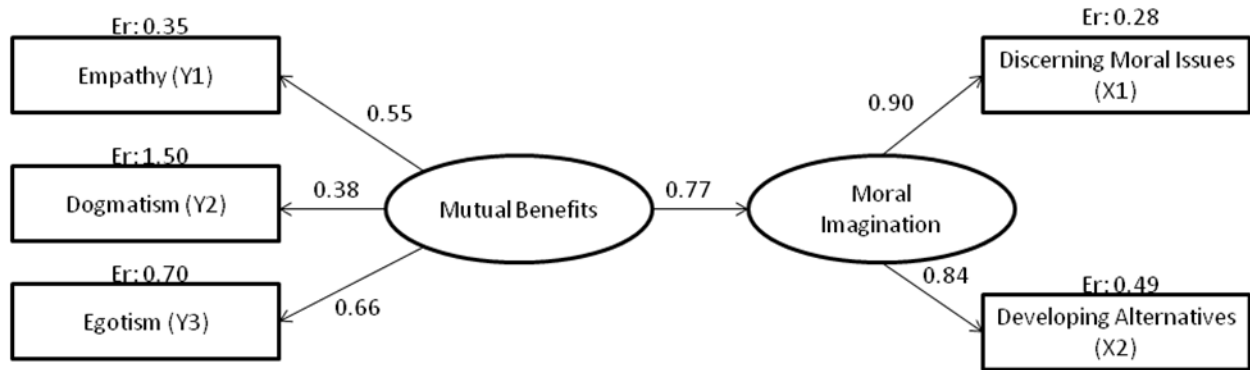 Er: 0.35
Empathy (Y1)
0.55
Er: 1.50
Dogmatism (Y2)
0.38
Er: 0.70
Egotism (Y3)
0.66
Mutual Benefits
0.77
Moral
Imagination
0.90
Er: 0.28
Discerning Moral Issues
(X1)
0.84
Er: 0.49
Developing Alternatives
(X2)